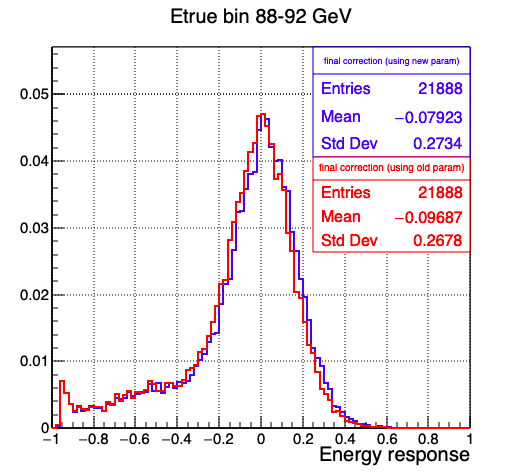 Etrue bin 88-92 GeV
final correction (using new param)
Entries 21888
Mean −0.07923
Std Dev 0.2734
final correction (using old param)
Entries 21888
Mean −0.09687
Std Dev 0.2678
0.05
0.04
0.03
0.02
0.01
0
−1 −0.8 −0.6 −0.4 −0.2 0 0.2 0.4 0.6 0.8 1
Energy response